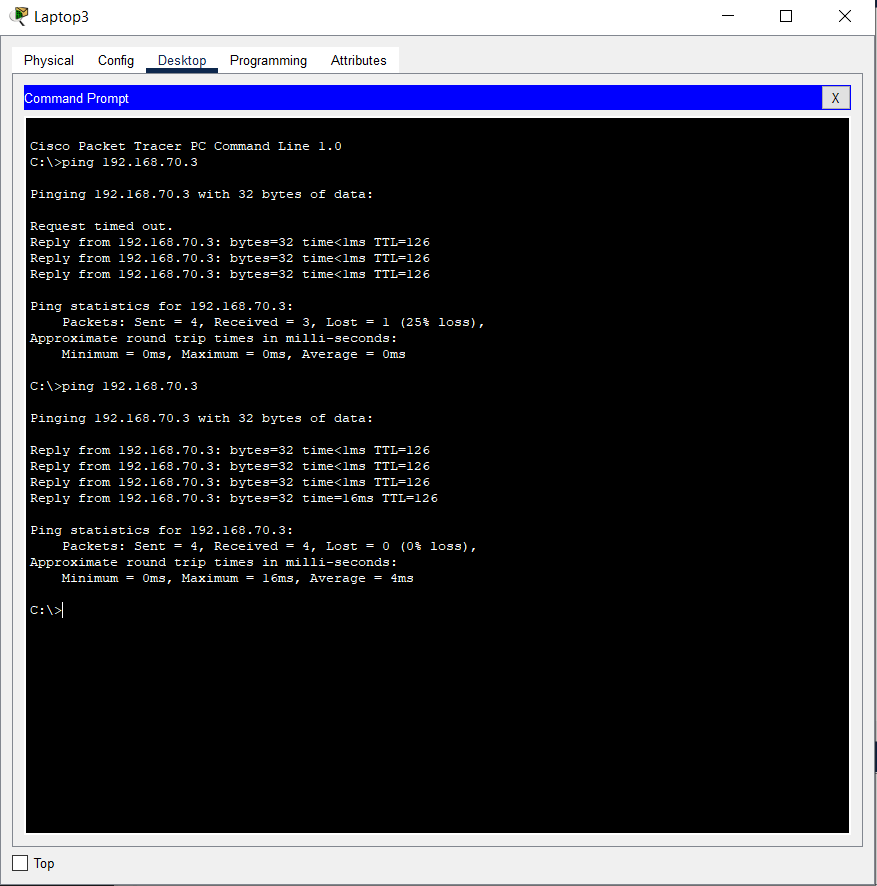 Laptop3
Physical Config Desktop Programming Attributes
Command Prompt X
Cisco Packet Tracer PC Command Line 1.0
C:\>ping 192.168.70.3
Pinging 192.168.70.3 with 32 bytes of data:
Request timed out.
Reply from 192.168.70.3: bytes=32 time<1ms TTL=126
Reply from 192.168.70.3: bytes=32 time<1ms TTL=126
Reply from 192.168.70.3: bytes=32 time<1ms TTL=126
Ping statistics for 192.168.70.3:
    Packets: Sent = 4, Received = 3, Lost = 1 (25% loss),
Approximate round trip times in milli-seconds:
    Minimum = 0ms, Maximum = 0ms, Average = 0ms
C:\>ping 192.168.70.3
Pinging 192.168.70.3 with 32 bytes of data:
Reply from 192.168.70.3: bytes=32 time<1ms TTL=126
Reply from 192.168.70.3: bytes=32 time<1ms TTL=126
Reply from 192.168.70.3: bytes=32 time<1ms TTL=126
Reply from 192.168.70.3: bytes=32 time=16ms TTL=126
Ping statistics for 192.168.70.3:
    Packets: Sent = 4, Received = 4, Lost = 0 (0% loss),
Approximate round trip times in milli-seconds:
    Minimum = 0ms, Maximum = 16ms, Average = 4ms
C:\>
Top